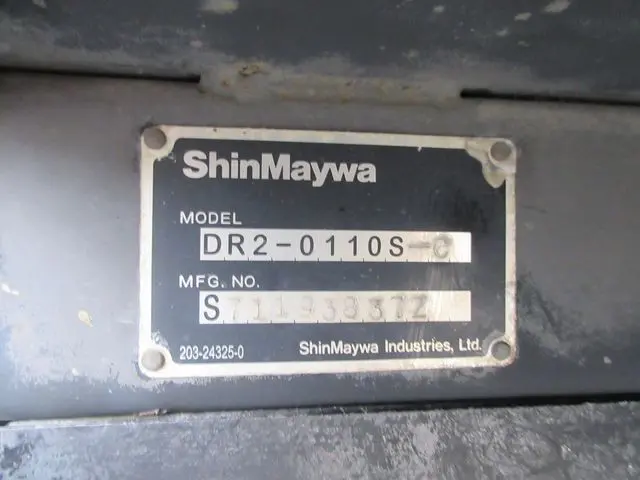 ShinMaywa
MODEL
DR2-0110S-
MFG. NO.
203-24325-0
ShinMaywa Industries, Ltd.